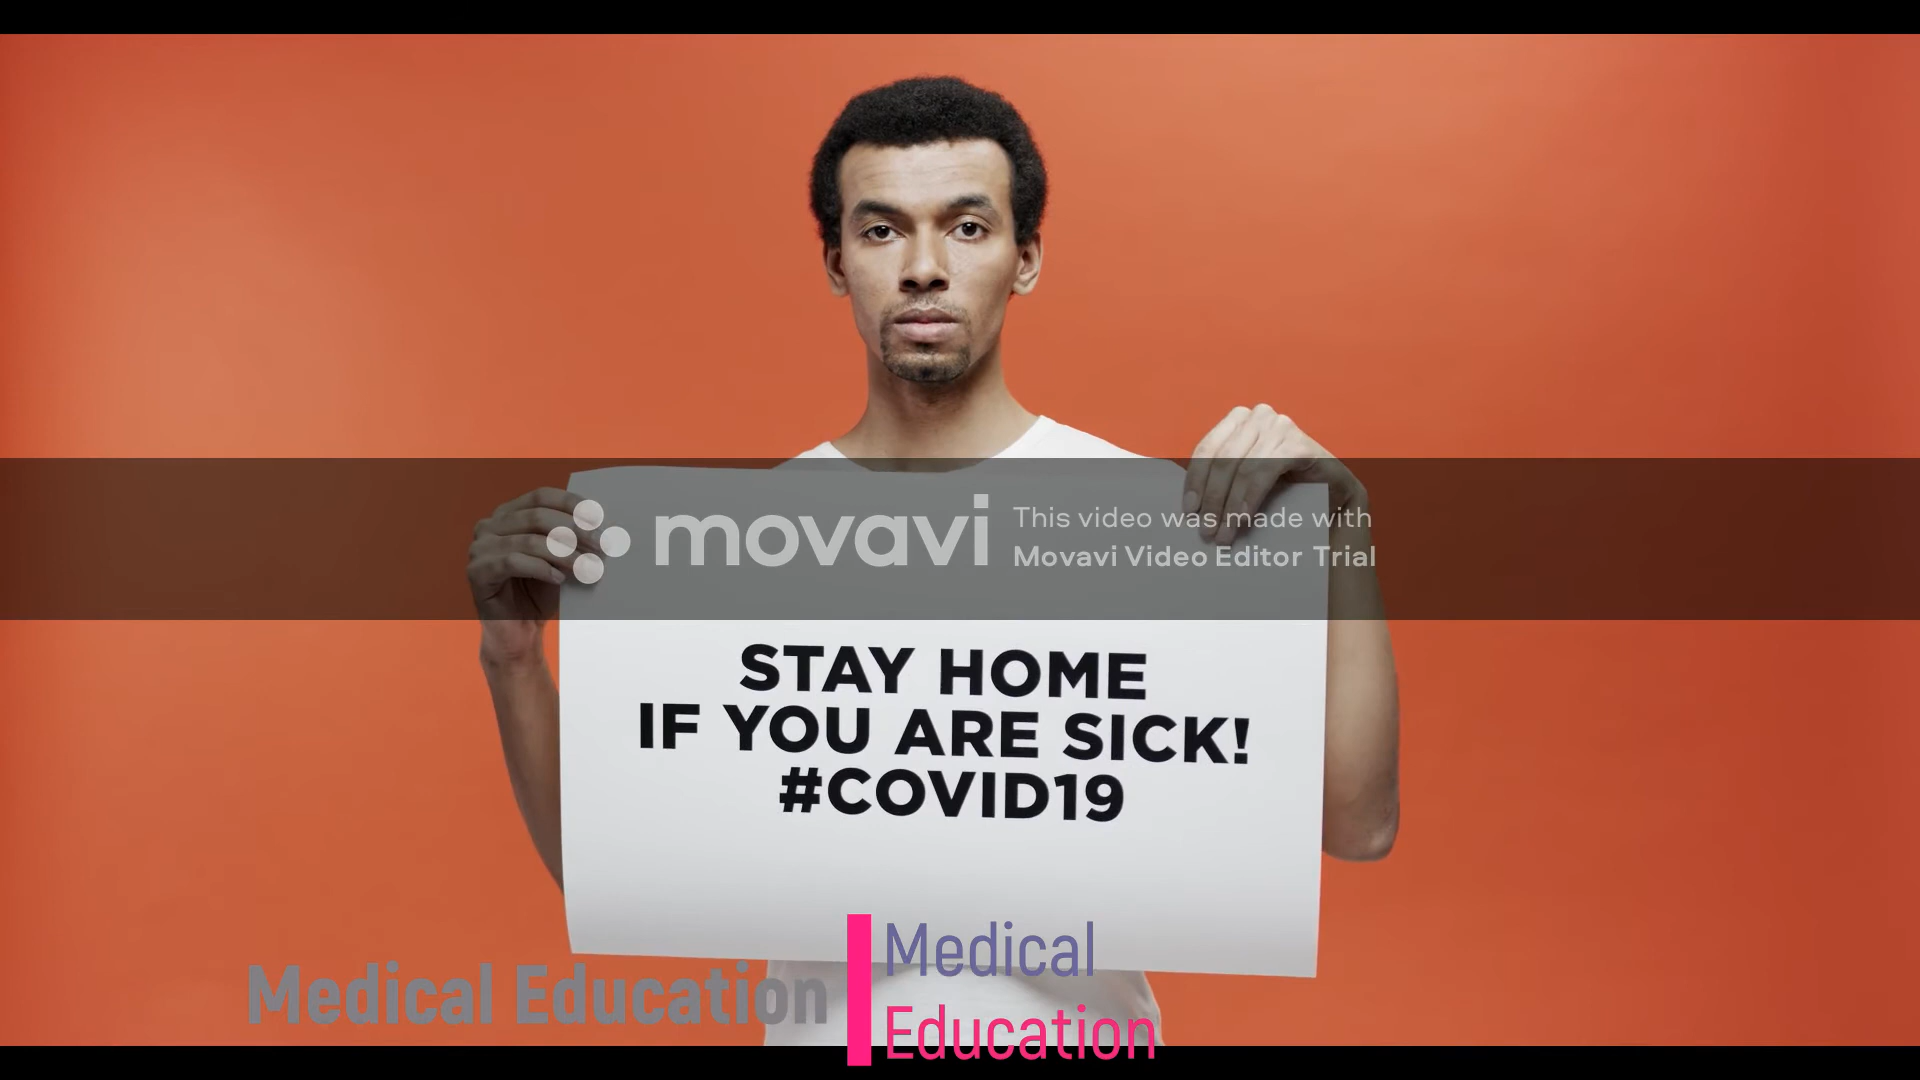 movavi
This video was made with
Movavi Video Editor Trial
STAY HOME
IF YOU ARE SICK!
#COVID19
Medical Education
Medical
Education